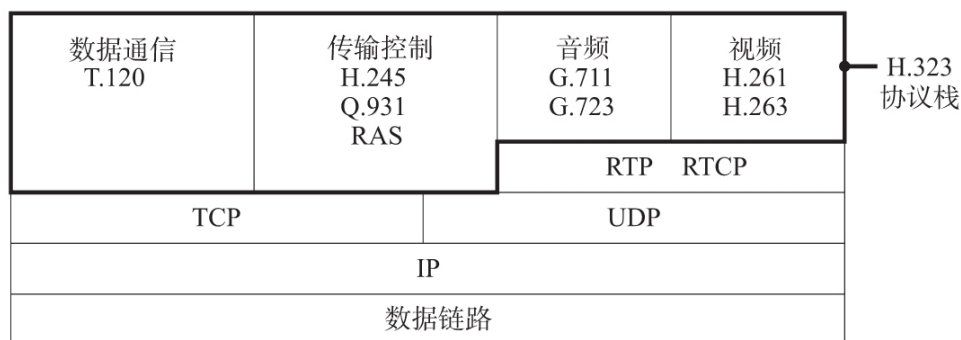 数据通信
T.120
传输控制
H.245
Q.931
RAS
音频
G.711
G.723
视频
H.261
H.263
H.323
协议栈
RTP RTCP
TCP
UDP
IP
数据链路